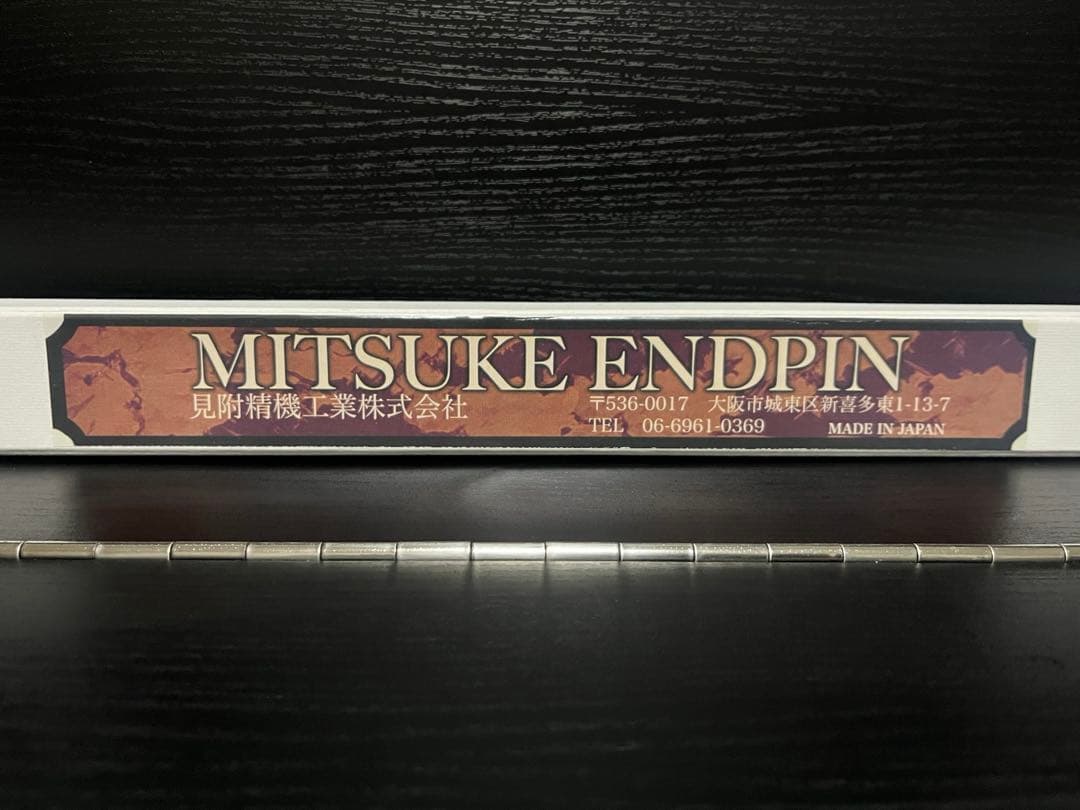 MITSUKE ENDPIN
見附精機工業株式会社
〒536-0017 大阪市城東区新喜多東1-13-7
TEL 06-6961-0369 MADE IN JAPAN